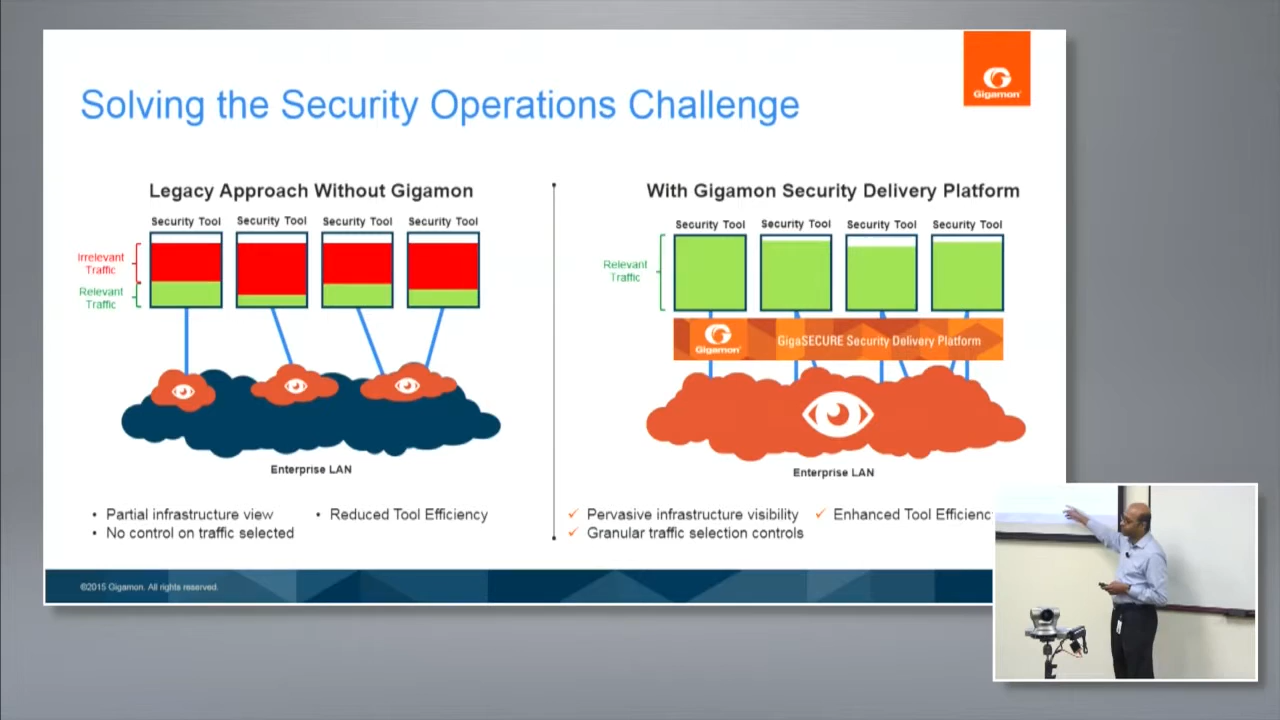 Gigamon
Solving the Security Operations Challenge
Legacy Approach Without Gigamon
Security Tool
Security Tool
Security Tool
Security Tool
Irrelevant
Traffic
Relevant
Traffic
Enterprise LAN
• Partial infrastructure view
• No control on traffic selected
• Reduced Tool Efficiency
With Gigamon Security Delivery Platform
Security Tool
Security Tool
Security Tool
Security Tool
Relevant
Traffic
Gigamon
GigaSECURE Security Delivery Platform
Enterprise LAN
✓ Pervasive infrastructure visibility
✓ Granular traffic selection controls
✓ Enhanced Tool Efficienc
©2015 Gigamon. All rights reserved.